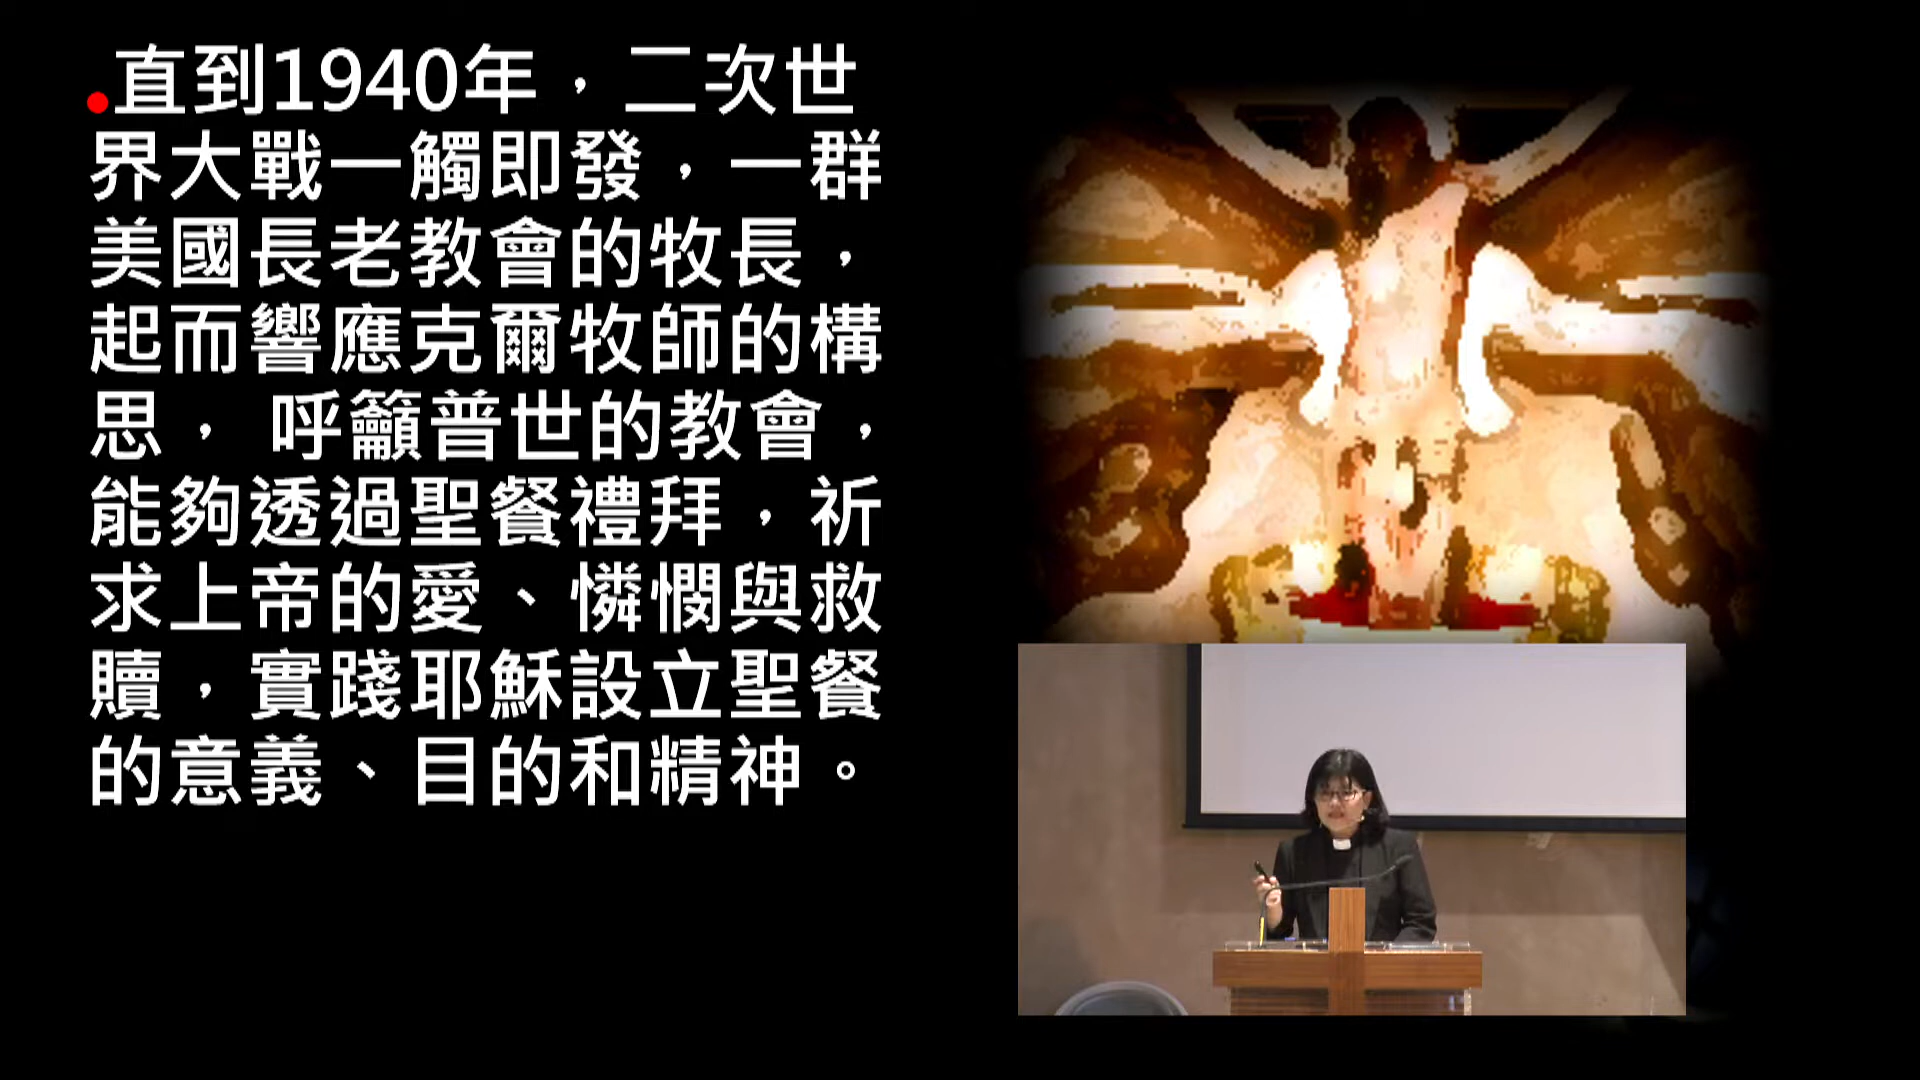 直到1940年，二次世
界大戰一觸即發，一群
美國長老教會的牧長，
起而響應克爾牧師的構
思， 呼籲普世的教會，
能夠透過聖餐禮拜，祈
求上帝的愛、憐憫與救
贖，實踐耶穌設立聖餐
的意義、目的和精神。